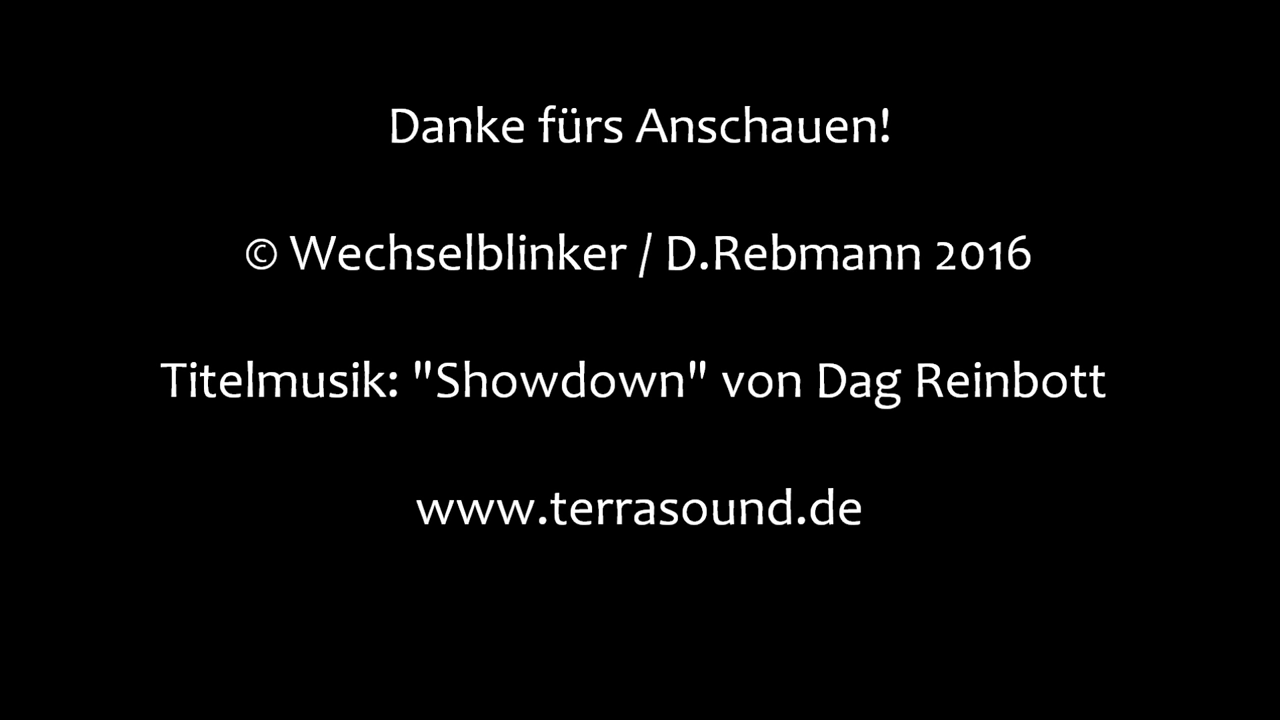 Danke fürs Anschauen!
© Wechselblinker / D.Rebmann 2016
Titelmusik: "Showdown" von Dag Reinbott
www.terrasound.de